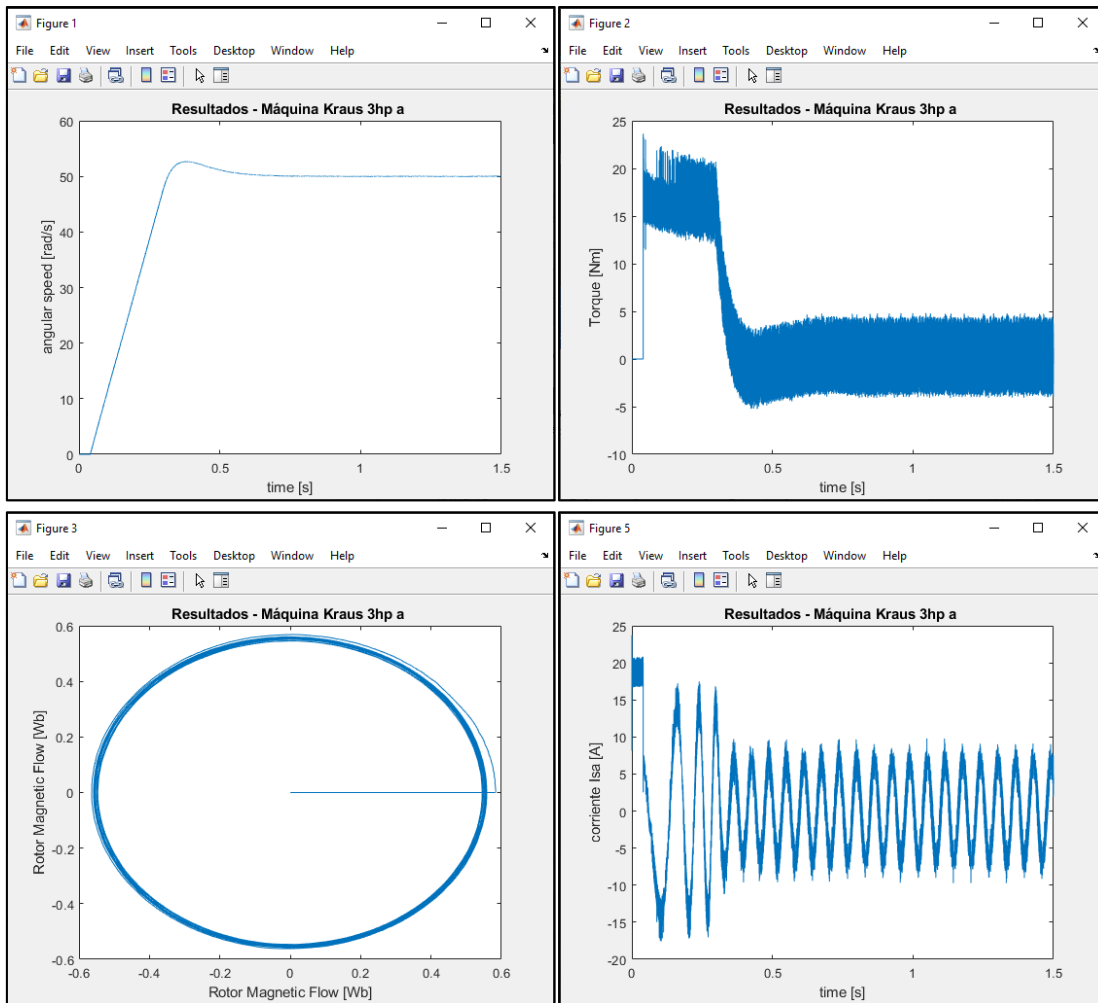 Figure 1
File Edit View Insert Tools Desktop Window Help
Resultados - Máquina Kraus 3hp a
60
50
40
30
20
10
0
angular speed [rad/s]
0 0.5 1 1.5
time [s]
Figure 2
File Edit View Insert Tools Desktop Window Help
Resultados - Máquina Kraus 3hp a
25
20
15
10
5
0
-5
-10
Torque [Nm]
0 0.5 1 1.5
time [s]
Figure 3
File Edit View Insert Tools Desktop Window Help
Resultados - Máquina Kraus 3hp a
0.6
0.4
0.2
0
-0.2
-0.4
-0.6
Rotor Magnetic Flow [Wb]
-0.6 -0.4 -0.2 0 0.2 0.4 0.6
Rotor Magnetic Flow [Wb]
Figure 5
File Edit View Insert Tools Desktop Window Help
Resultados - Máquina Kraus 3hp a
25
20
15
10
5
0
-5
-10
-15
-20
corriente Isa [A]
0 0.5 1 1.5
time [s]